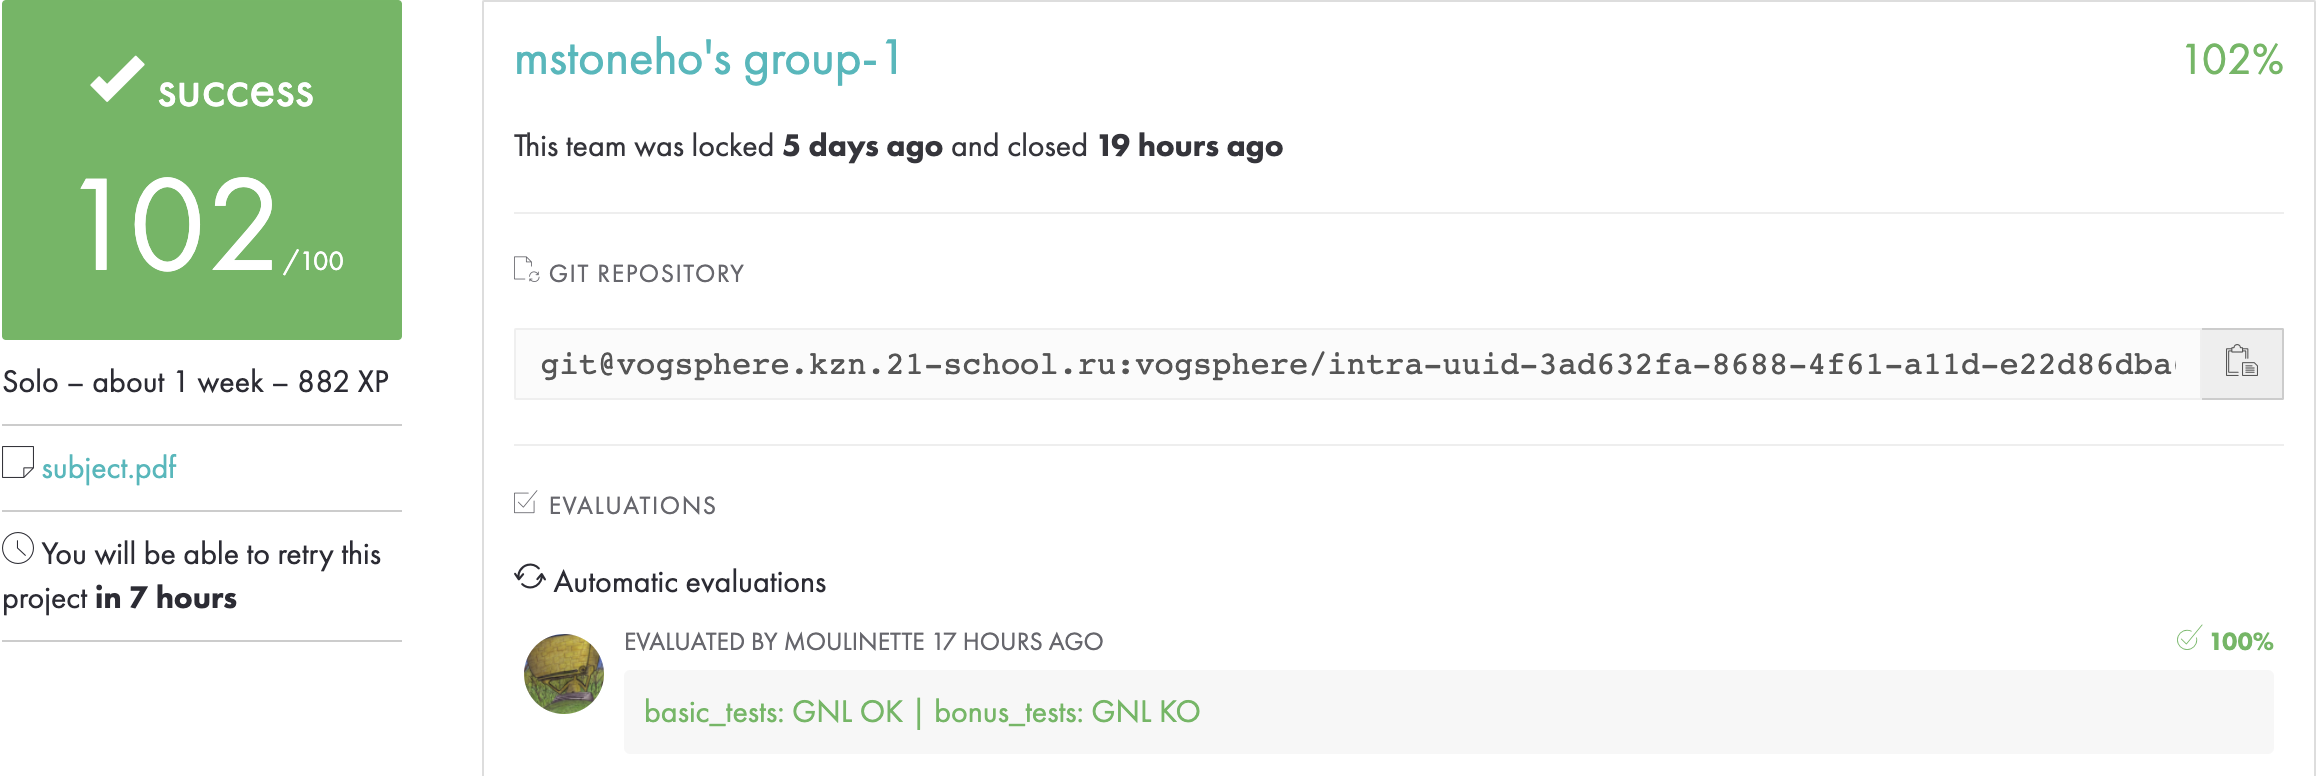 success
102 /100
Solo – about 1 week – 882 XP
subject.pdf
You will be able to retry this
project in 7 hours
mstoneho's group-1
102%
This team was locked 5 days ago and closed 19 hours ago
GIT REPOSITORY
git@vogsphere.kzn.21-school.ru:vogsphere/intra-uuid-3ad632fa-8688-4f61-a11d-e22d86dba
EVALUATIONS
Automatic evaluations
EVALUATED BY MOULINETTE 17 HOURS AGO
100%
basic_tests: GNL OK | bonus_tests: GNL KO